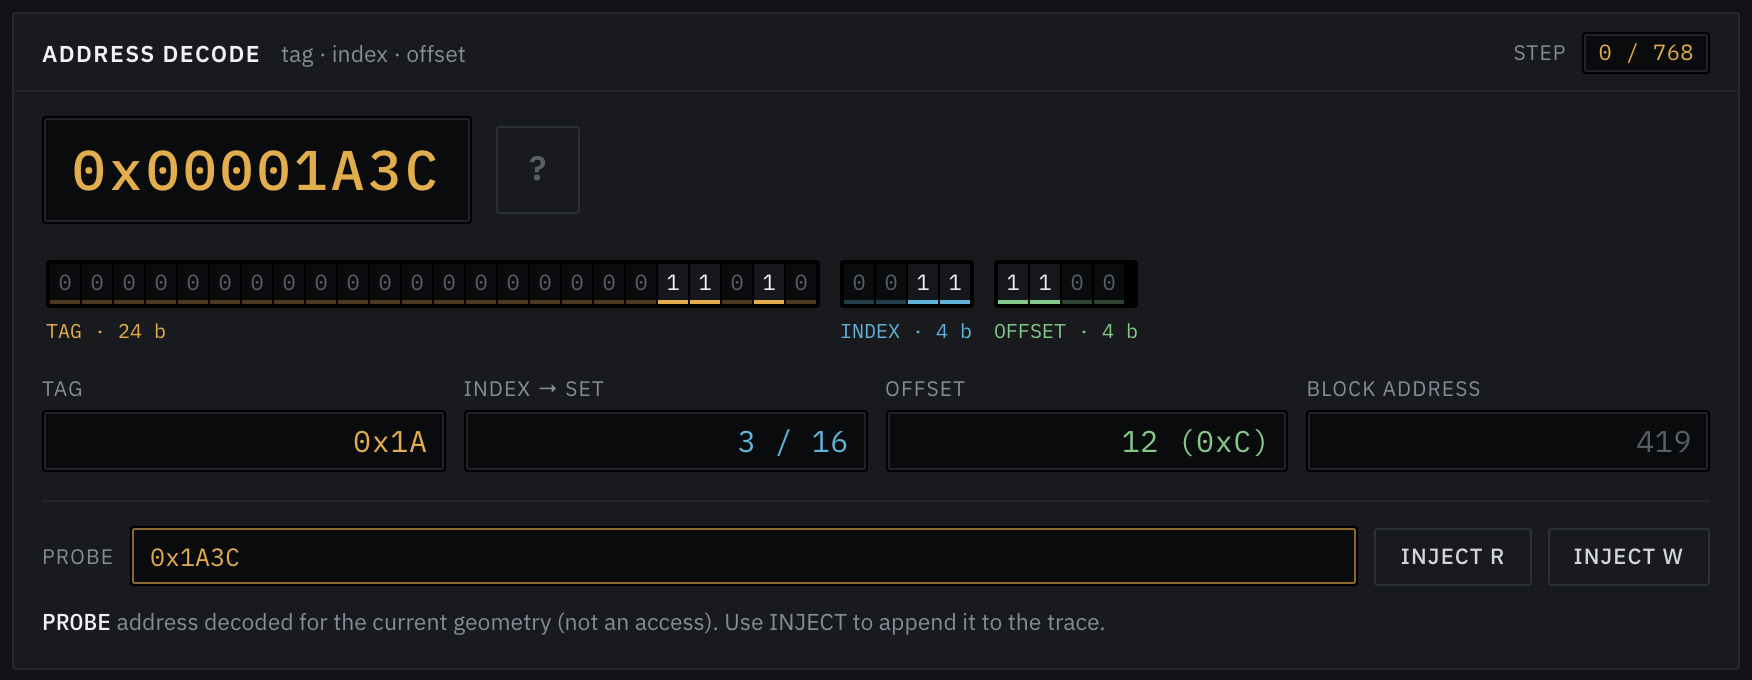 ADDRESS DECODE tag · index · offset STEP 0 / 768
0x00001A3C ?
0 0 0 0 0 0 0 0 0 0 0 0 0 0 0 0 0 0 0 1 1 0 1 0 0 0 1 1 1 1 0 0
TAG · 24 b INDEX · 4 b OFFSET · 4 b
TAG INDEX → SET OFFSET BLOCK ADDRESS
0x1A 3 / 16 12 (0xC) 419
PROBE 0x1A3C INJECT R INJECT W
PROBE address decoded for the current geometry (not an access). Use INJECT to append it to the trace.